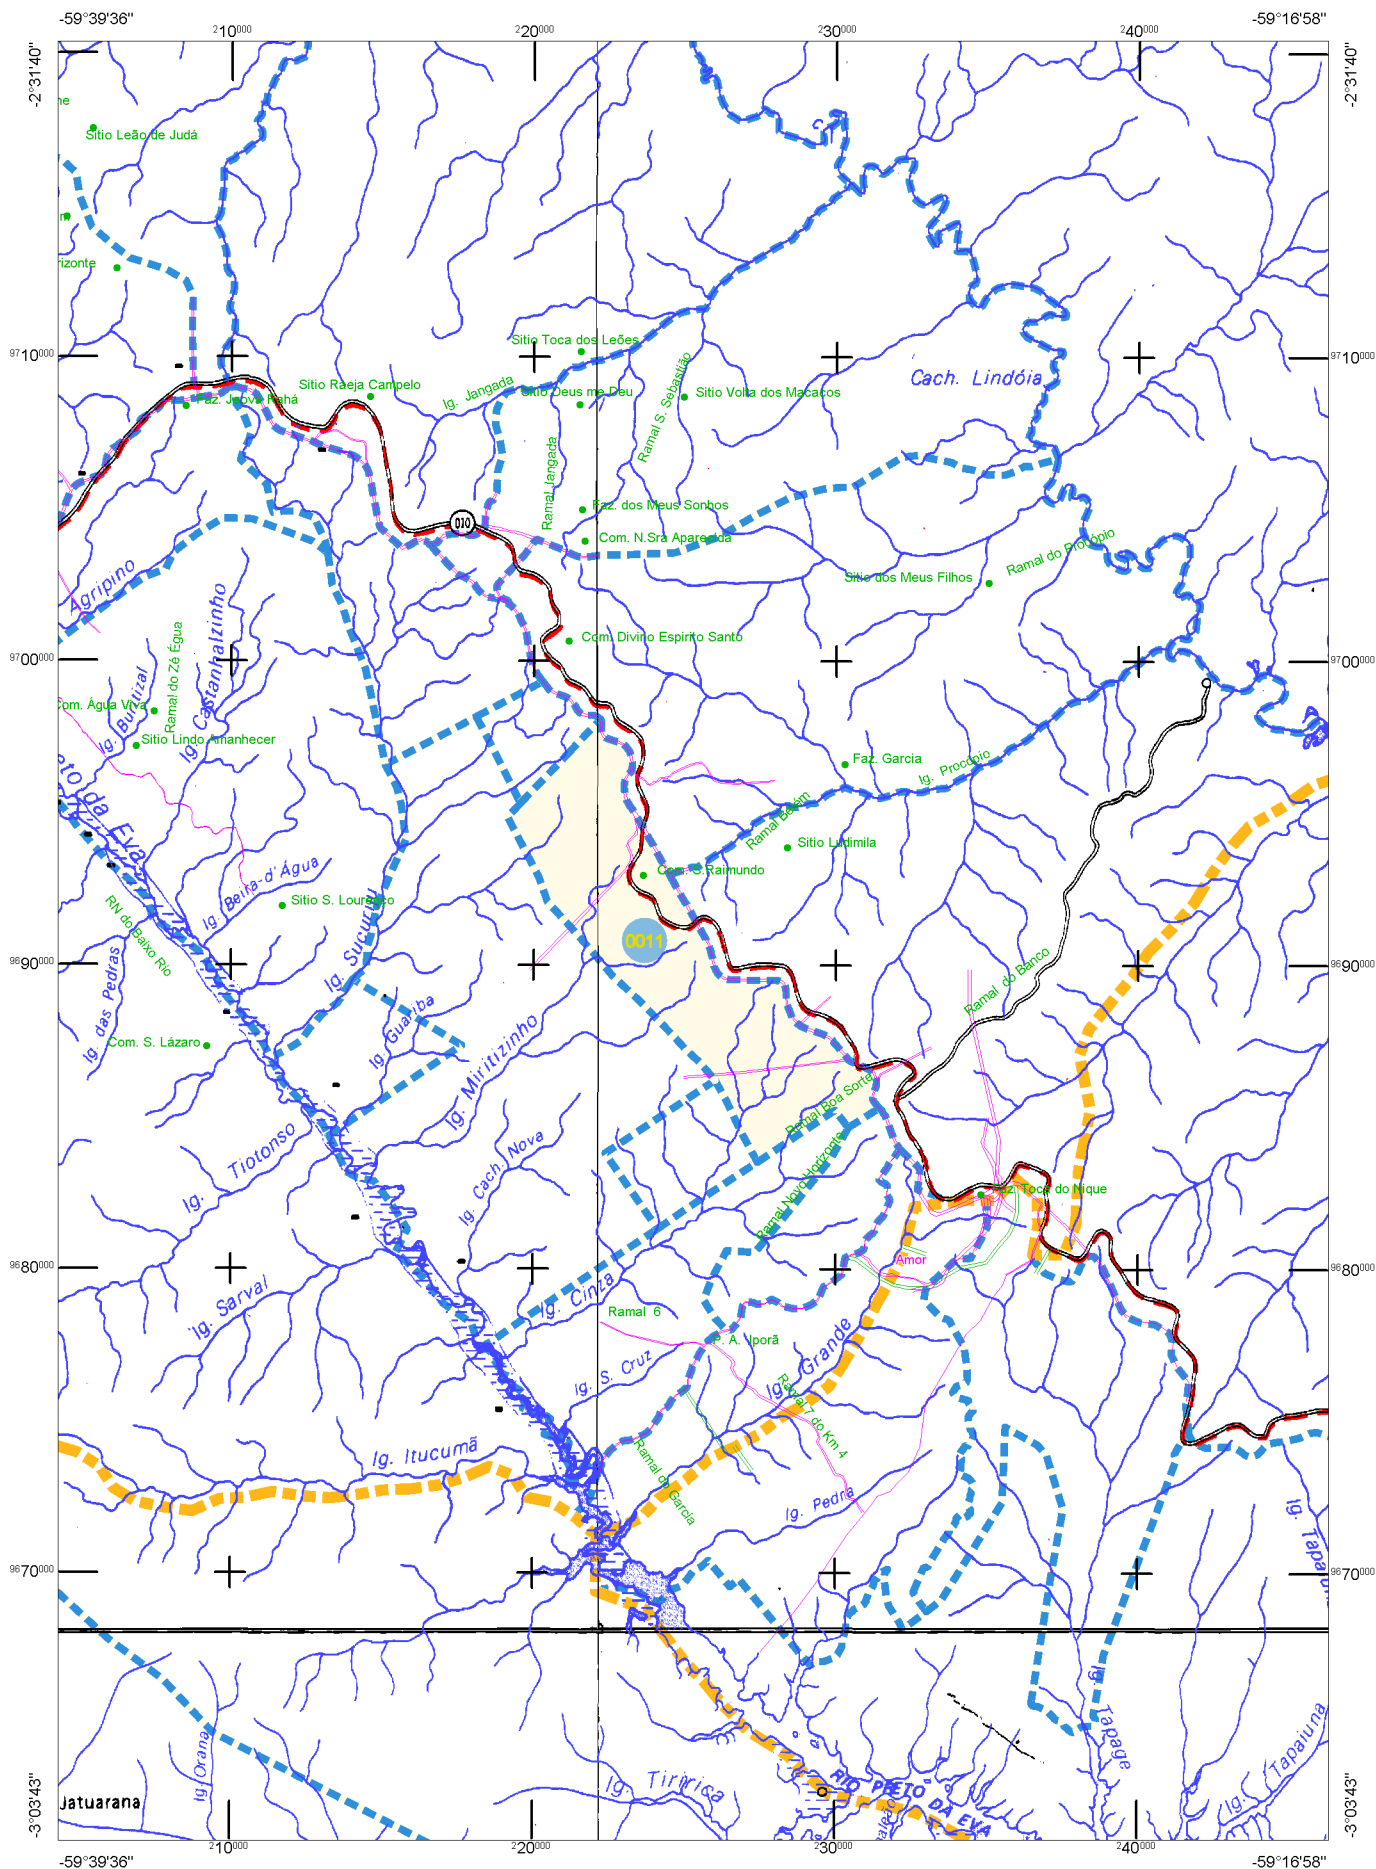 -59°39'36"
-59°16'58"
210000
220000
230000
240000
-2°31'40"
-2°31'40"
Sitio Leão de Judá
rizonte
Sitio Toca dos Leões
9710000
9710000
Sitio Raeja Campelo
Ig. Jangada
Sitio Deus me Deu
Ramal S. Sebastião
Sitio Volta dos Macacos
Cach. Lindóia
Ramal Jangada
Faz. dos Meus Sonhos
010
Com. N.Sra Aparecida
Sitio dos Meus Filhos
Ramal do Procópio
Agripino
Ig. Castanhalzinho
Ramal do Zé Égua
Com. Divino Espirito Santo
9700000
9700000
Ig. Buritizal
Com. Água Viva
Sitio Lindo Amanhecer
Faz. Garcia
Ig. Procópio
eto da Eva
Ramal Belém
Sitio Ludimila
Ig. Beira-d'Água
Com. S.Raimundo
Sitio S. Lourenço
RN do Baixo Rio
Ig. Sucuriu
0011
9690000
9690000
Ig. das Pedras
Ramal do Banco
Ig. Guariba
Ig. Miritizinho
Com. S. Lázaro
Ramal Boa Sorte
Ig. Tiotonso
Ig. Cach. Nova
Ramal Novo Horizonte
Faz. Toca do Nique
9680000
9680000
Amor
Ig. Sarval
Ig. Cinza
Ramal 6
P. A. Iporã
Ig. Grande
Ig. S. Cruz
Ramal 7 do Km 4
Ig. Itucumã
Ramal do Garcia
Ig. Pedra
9670000
9670000
Ig. Tapage
Ig. Orana
Ig. Tiririca
Ig. Tapaiuna
RIO PRETO DA EVA
Jatuarana
-3°03'43"
-3°03'43"
210000
220000
230000
240000
-59°39'36"
-59°16'58"